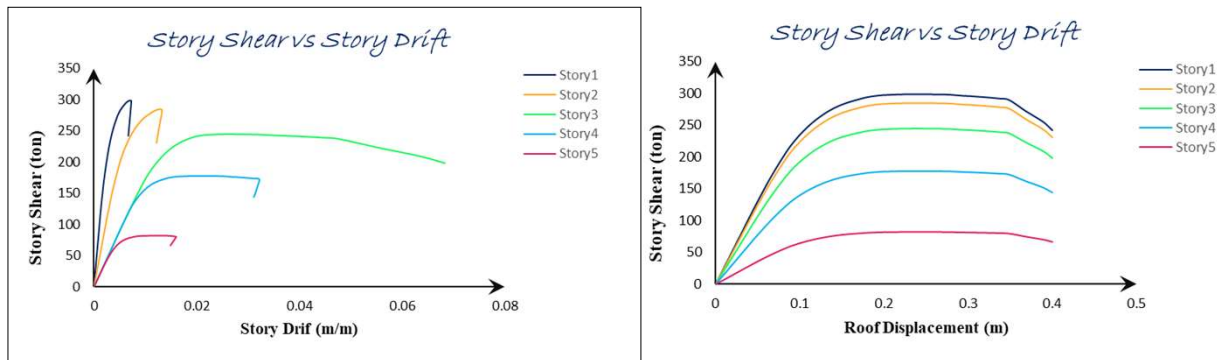 Story Shear vs Story Drift
Story Shear (ton)
350
300
250
200
150
100
50
0
0
0.02
0.04
0.06
0.08
Story Drif (m/m)
Story1
Story2
Story3
Story4
Story5
Story Shear vs Story Drift
Story Shear (ton)
350
300
250
200
150
100
50
0
0
0.1
0.2
0.3
0.4
0.5
Roof Displacement (m)
Story1
Story2
Story3
Story4
Story5